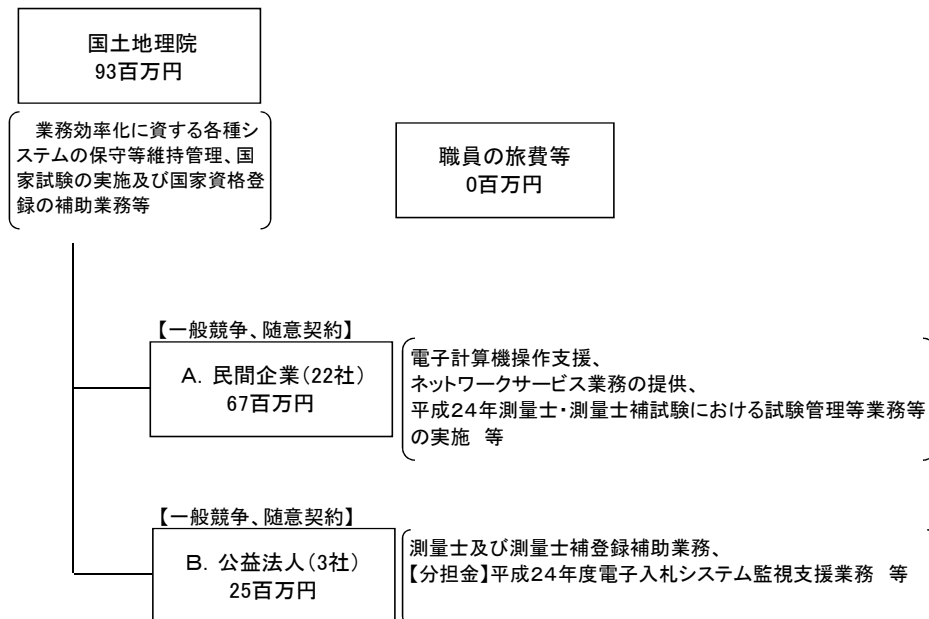 国土地理院
93百万円
業務効率化に資する各種シ
ステムの保守等維持管理、国
家試験の実施及び国家資格登
録の補助業務等
職員の旅費等
0百万円
【一般競争、随意契約】
A. 民間企業(22社)
67百万円
電子計算機操作支援、
ネットワークサービス業務の提供、
平成24年測量士・測量士補試験における試験管理等業務等
の実施 等
【一般競争、随意契約】
B. 公益法人(3社)
25百万円
測量士及び測量士補登録補助業務、
【分担金】平成24年度電子入札システム監視支援業務 等